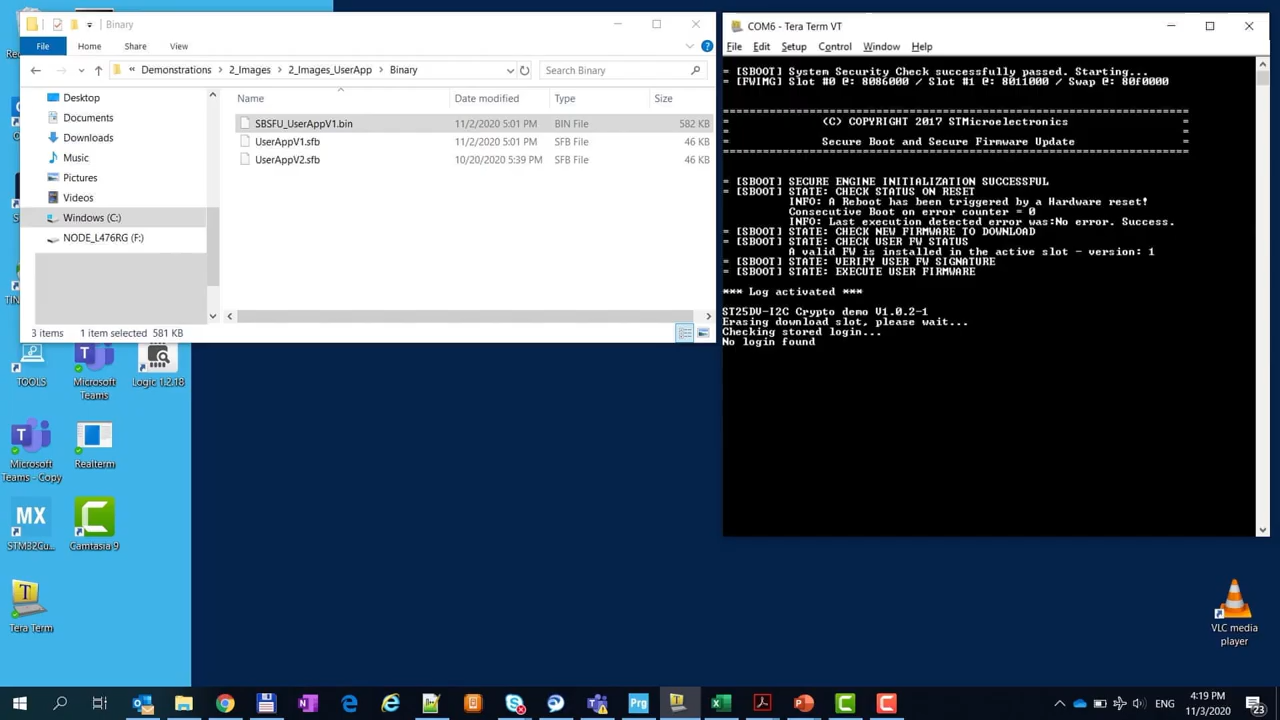 Binary
File
Home
Share
View
Demonstrations
2_Images
2_Images_UserApp
Binary
Search Binary
Name
Date modified
Type
Size
Desktop
Documents
Downloads
Music
Pictures
Videos
Windows (C:)
NODE_L476RG (F:)
SBSFU_UserAppV1.bin 11/2/2020 5:01 PM BIN File 582 KB
UserAppV1.sfb 11/2/2020 5:01 PM SFB File 46 KB
UserAppV2.sfb 10/20/2020 5:39 PM SFB File 46 KB
3 items 1 item selected 581 KB
COM6 - Tera Term VT
File Edit Setup Control Window Help
= [SBOOT] System Security Check successfully passed. Starting...
= [FWIMG] Slot #0 @: 8086000 / Slot #1 @: 8011000 / Swap @: 80f0000
======================================================================
= (C) COPYRIGHT 2017 STMicroelectronics =
= =
= Secure Boot and Secure Firmware Update =
======================================================================
= [SBOOT] SECURE ENGINE INITIALIZATION SUCCESSFUL
= [SBOOT] STATE: CHECK STATUS ON RESET
INFO: A Reboot has been triggered by a Hardware reset!
Consecutive Boot on error counter = 0
INFO: Last execution detected error was:No error. Success.
= [SBOOT] STATE: CHECK NEW FIRMWARE TO DOWNLOAD
= [SBOOT] STATE: CHECK USER FW STATUS
A valid FW is installed in the active slot - version: 1
= [SBOOT] STATE: VERIFY USER FW SIGNATURE
= [SBOOT] STATE: EXECUTE USER FIRMWARE
*** Log activated ***
ST25DV-I2C Crypto demo V1.0.2-1
Erasing download slot, please wait...
Checking stored login...
No login found
TOOLS
Microsoft
Teams
Logic 1.2.18
Microsoft
Teams - Copy
Realterm
MX
STM32Cu...
Camtasia 9
Tera Term
VLC media
player
Prg
ENG
4:19 PM
11/3/2020
23